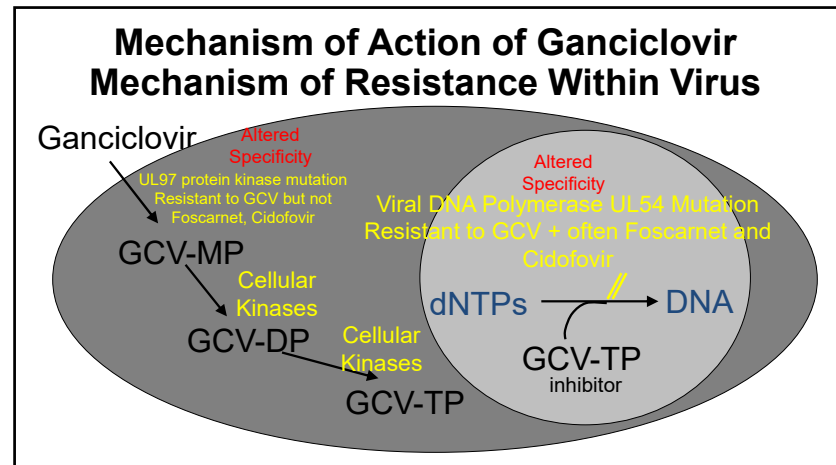 Mechanism of Action of Ganciclovir
Mechanism of Resistance Within Virus
Ganciclovir
Altered
Specificity
UL97 protein kinase mutation
Resistant to GCV but not
Foscarnet, Cidofovir
GCV-MP
Cellular
Kinases
GCV-DP
Cellular
Kinases
GCV-TP
Altered
Specificity
Viral DNA Polymerase UL54 Mutation
Resistant to GCV + often Foscarnet and
Cidofovir
dNTPs
DNA
GCV-TP
inhibitor